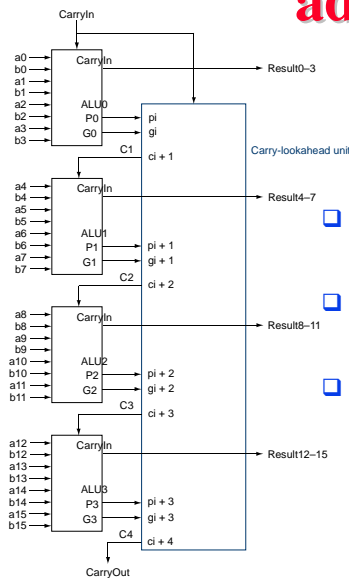 ad
CarryIn
a0
b0
a1
b1
a2
b2
a3
b3
CarryIn
ALU0
P0
G0
Result0–3
pi
gi
Carry-lookahead unit
C1
ci + 1
a4
b4
a5
b5
a6
b6
a7
b7
CarryIn
ALU1
P1
G1
Result4–7
pi + 1
gi + 1
C2
ci + 2
a8
b8
a9
b9
a10
b10
a11
b11
CarryIn
ALU2
P2
G2
Result8–11
pi + 2
gi + 2
C3
ci + 3
a12
b12
a13
b13
a14
b14
a15
b15
CarryIn
ALU3
P3
G3
Result12–15
pi + 3
gi + 3
C4
ci + 4
CarryOut